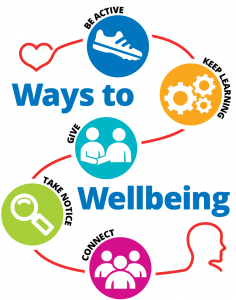 BE ACTIVE
KEEP LEARNING
Ways to
GIVE
TAKE NOTICE
Wellbeing
CONNECT